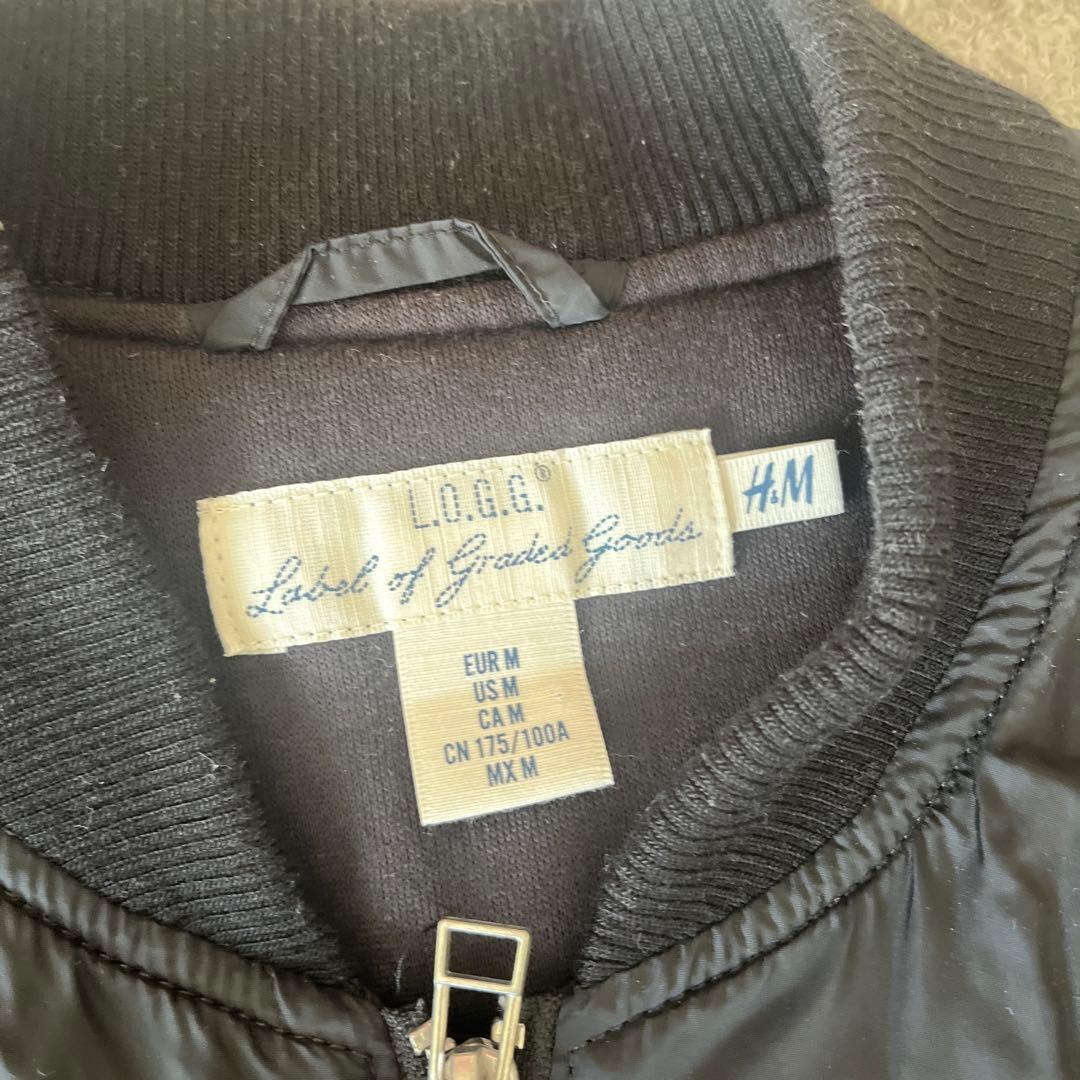 L.O.G.G.®
Label of Graded Goods
H&M
EUR M
US M
CA M
CN 175/100A
MX M